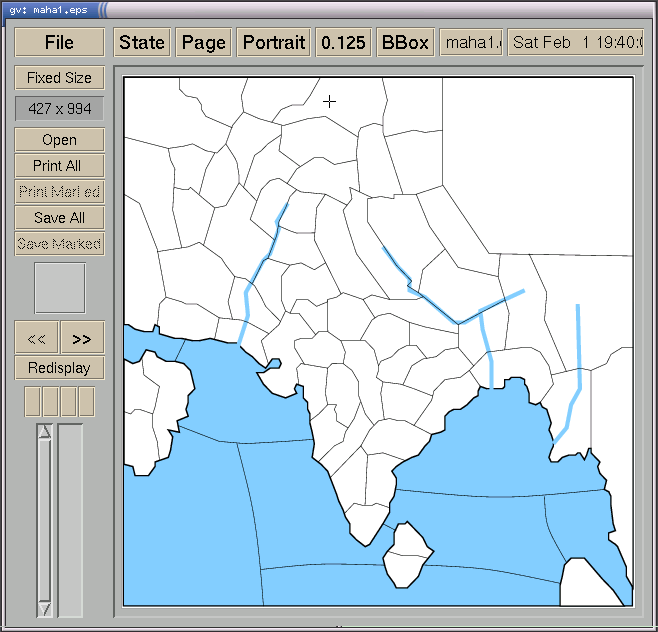 gv: maha1.eps
File
State
Page
Portrait
0.125
BBox
maha1.
Sat Feb 1 19:40:
Fixed Size
427 x 994
Open
Print All
Print Marked
Save All
Save Marked
<<
>>
Redisplay